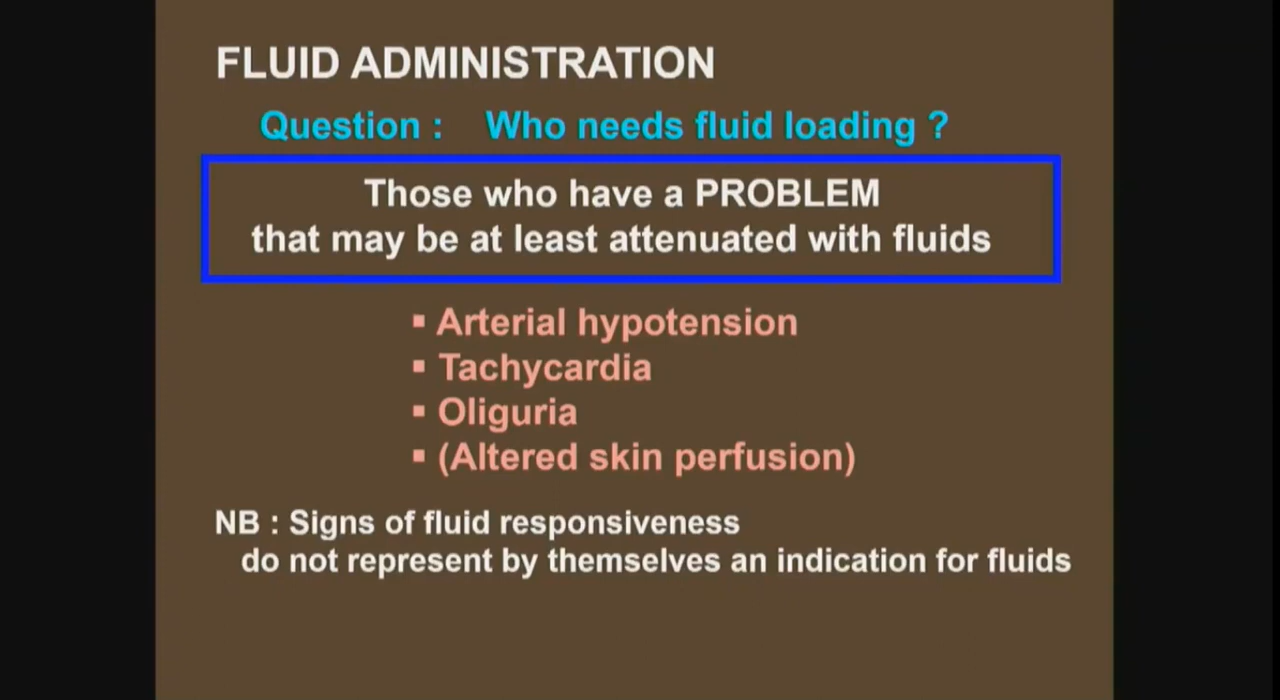 FLUID ADMINISTRATION
Question : Who needs fluid loading ?
Those who have a PROBLEM
that may be at least attenuated with fluids
▪ Arterial hypotension
▪ Tachycardia
▪ Oliguria
▪ (Altered skin perfusion)
NB : Signs of fluid responsiveness
do not represent by themselves an indication for fluids